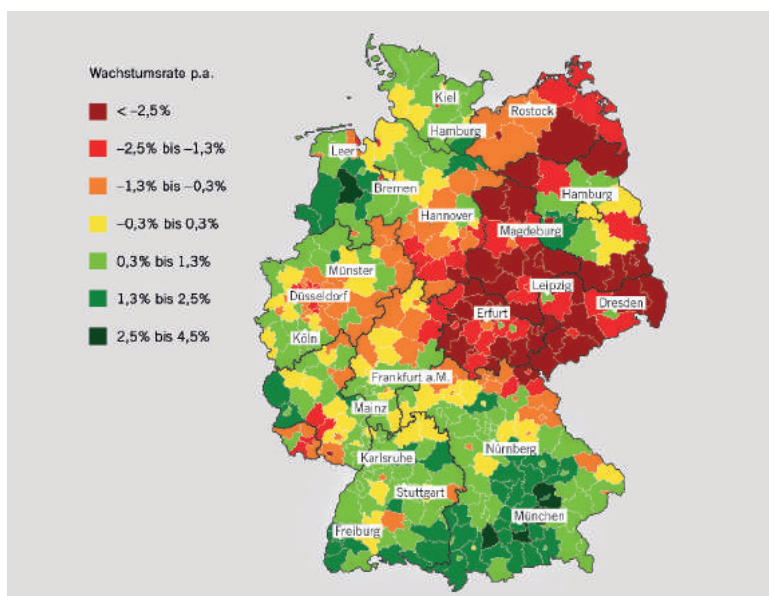 Wachstumsrate p.a.
< –2,5%
–2,5% bis –1,3%
–1,3% bis –0,3%
–0,3% bis 0,3%
0,3% bis 1,3%
1,3% bis 2,5%
2,5% bis 4,5%
Kiel
Rostock
Hamburg
Leer
Bremen
Hamburg
Hannover
Magdeburg
Münster
Leipzig
Düsseldorf
Dresden
Erfurt
Köln
Frankfurt a.M.
Mainz
Nürnberg
Karlsruhe
Stuttgart
München
Freiburg